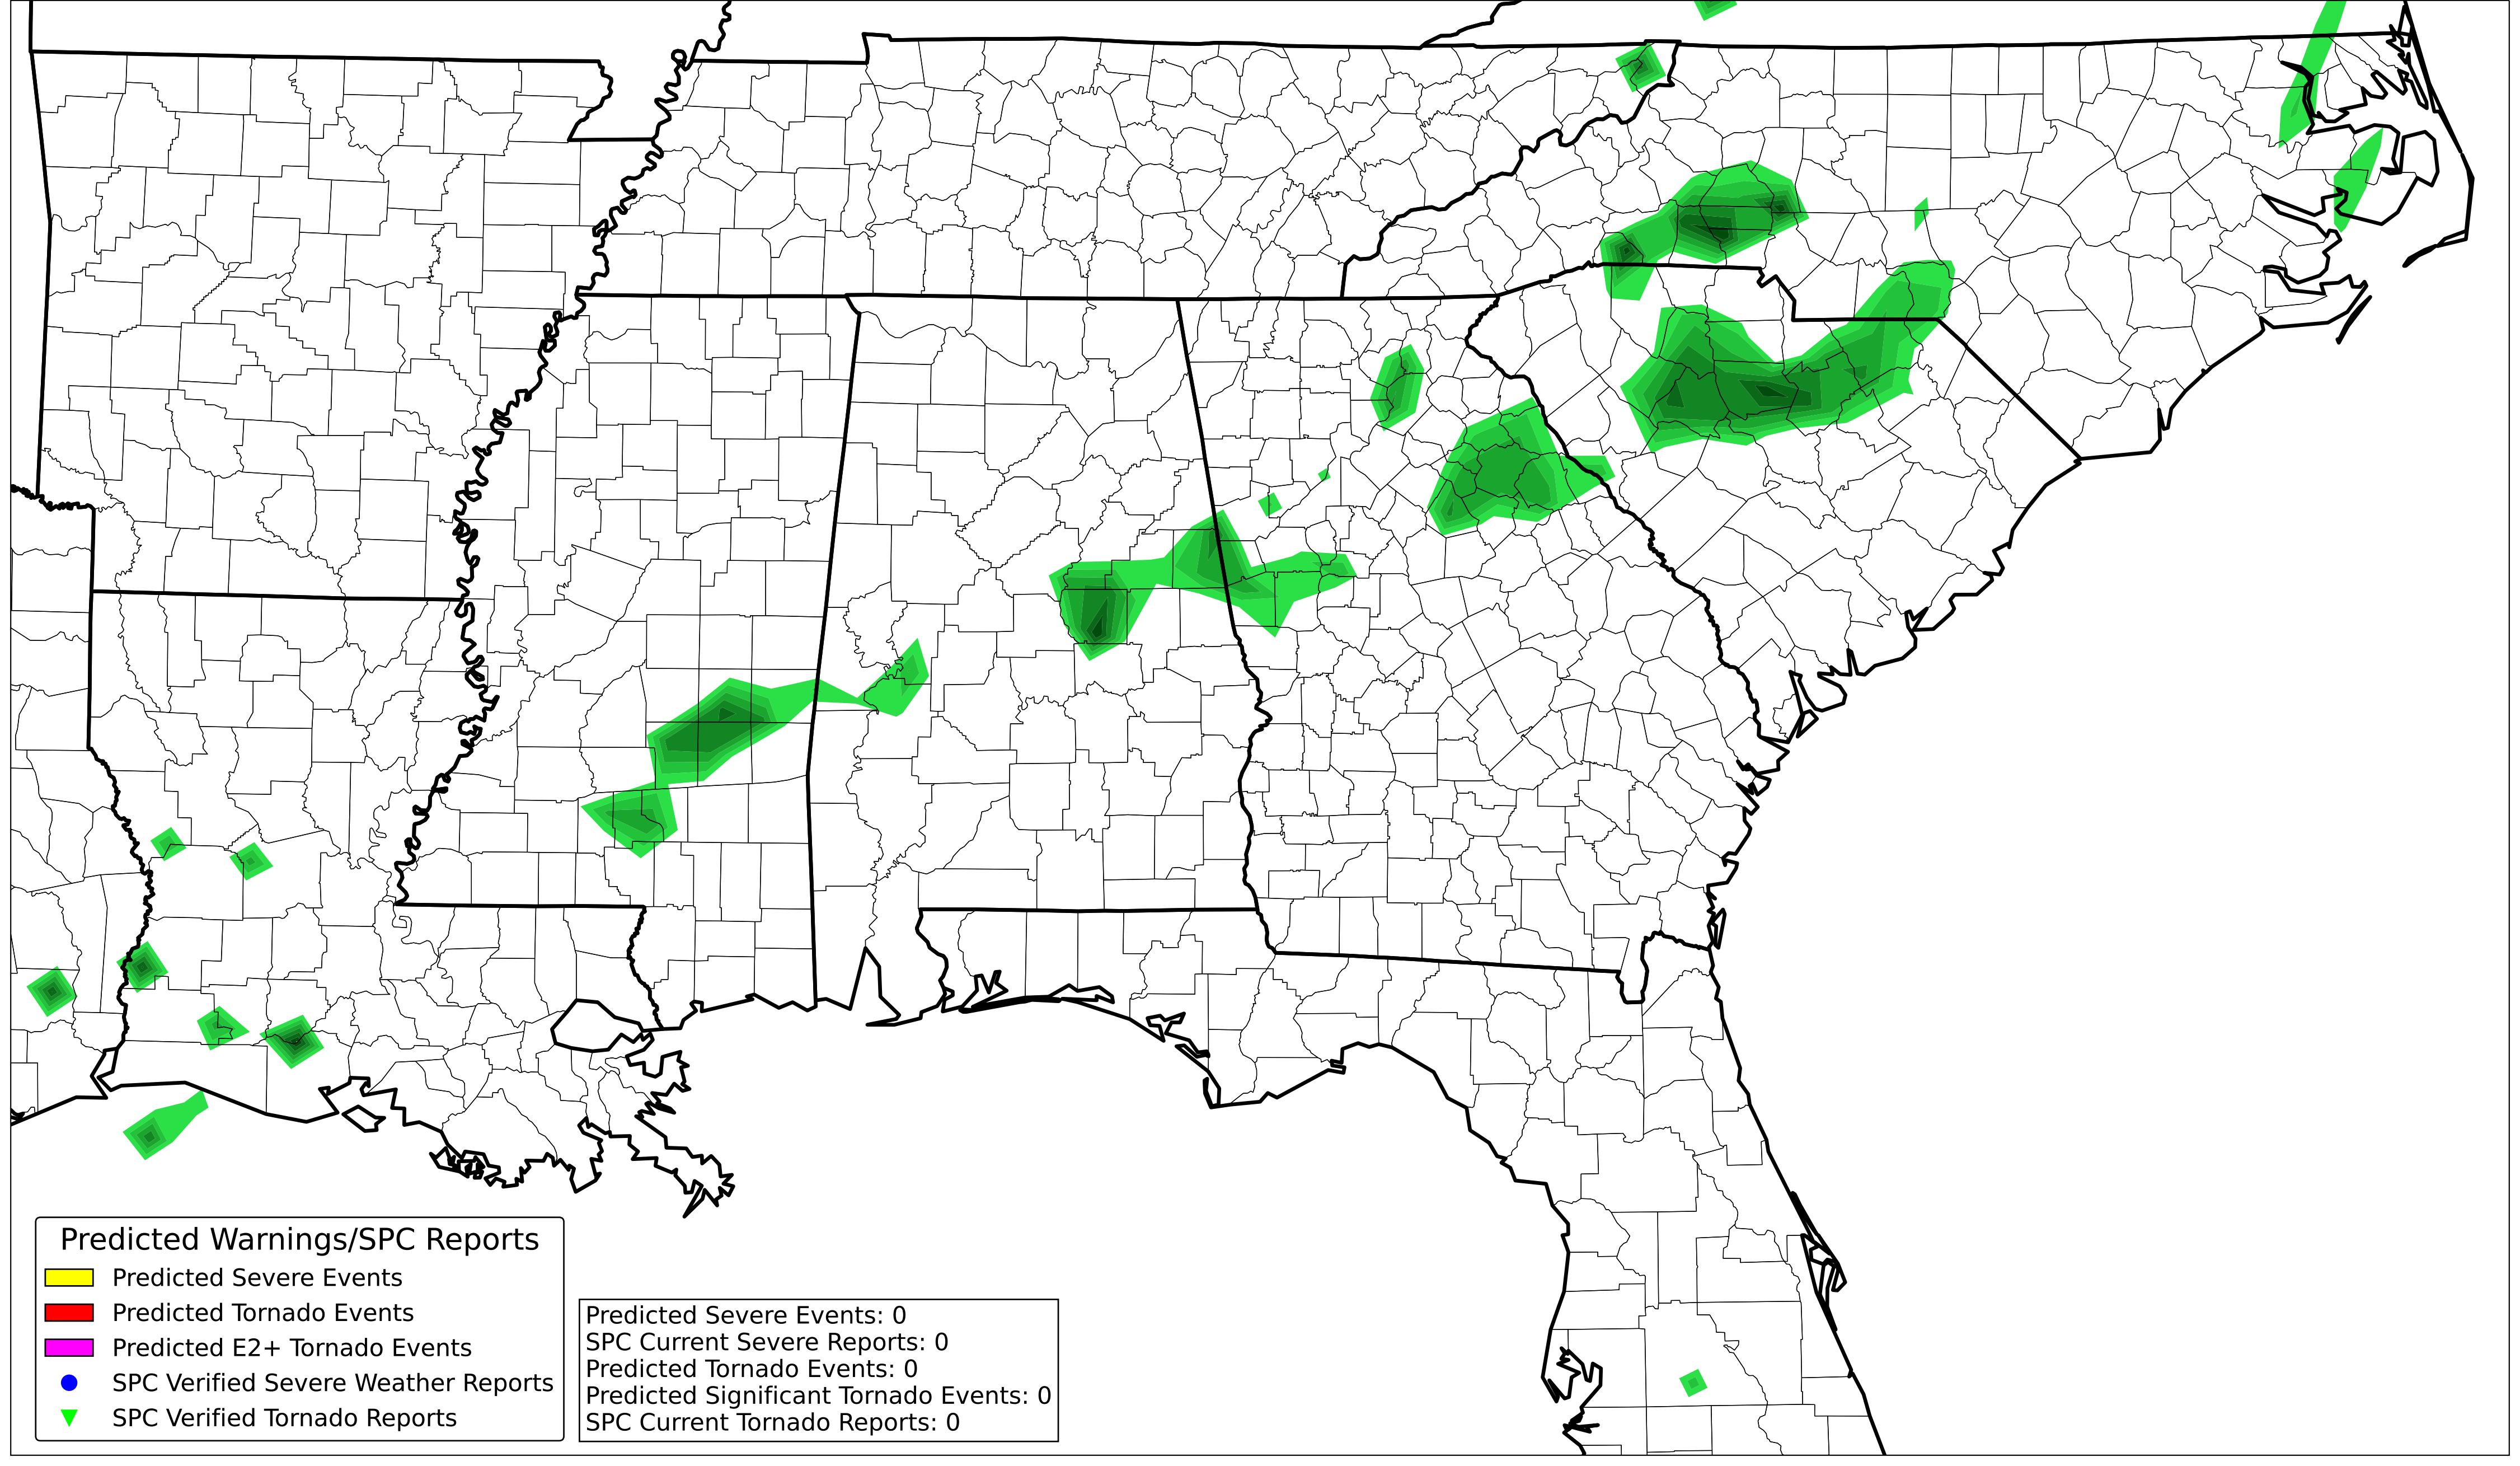 Predicted Warnings/SPC Reports
Predicted Severe Events
Predicted Tornado Events
Predicted E2+ Tornado Events
SPC Verified Severe Weather Reports
SPC Verified Tornado Reports
Predicted Severe Events: 0
SPC Current Severe Reports: 0
Predicted Tornado Events: 0
Predicted Significant Tornado Events: 0
SPC Current Tornado Reports: 0